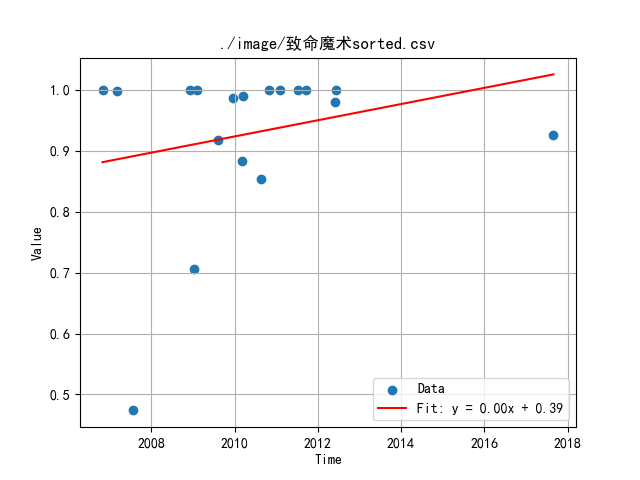 ./image/致命魔术sorted.csv
Value
1.0
0.9
0.8
0.7
0.6
0.5
Data
Fit: y = 0.00x + 0.39
2008 2010 2012 2014 2016 2018
Time